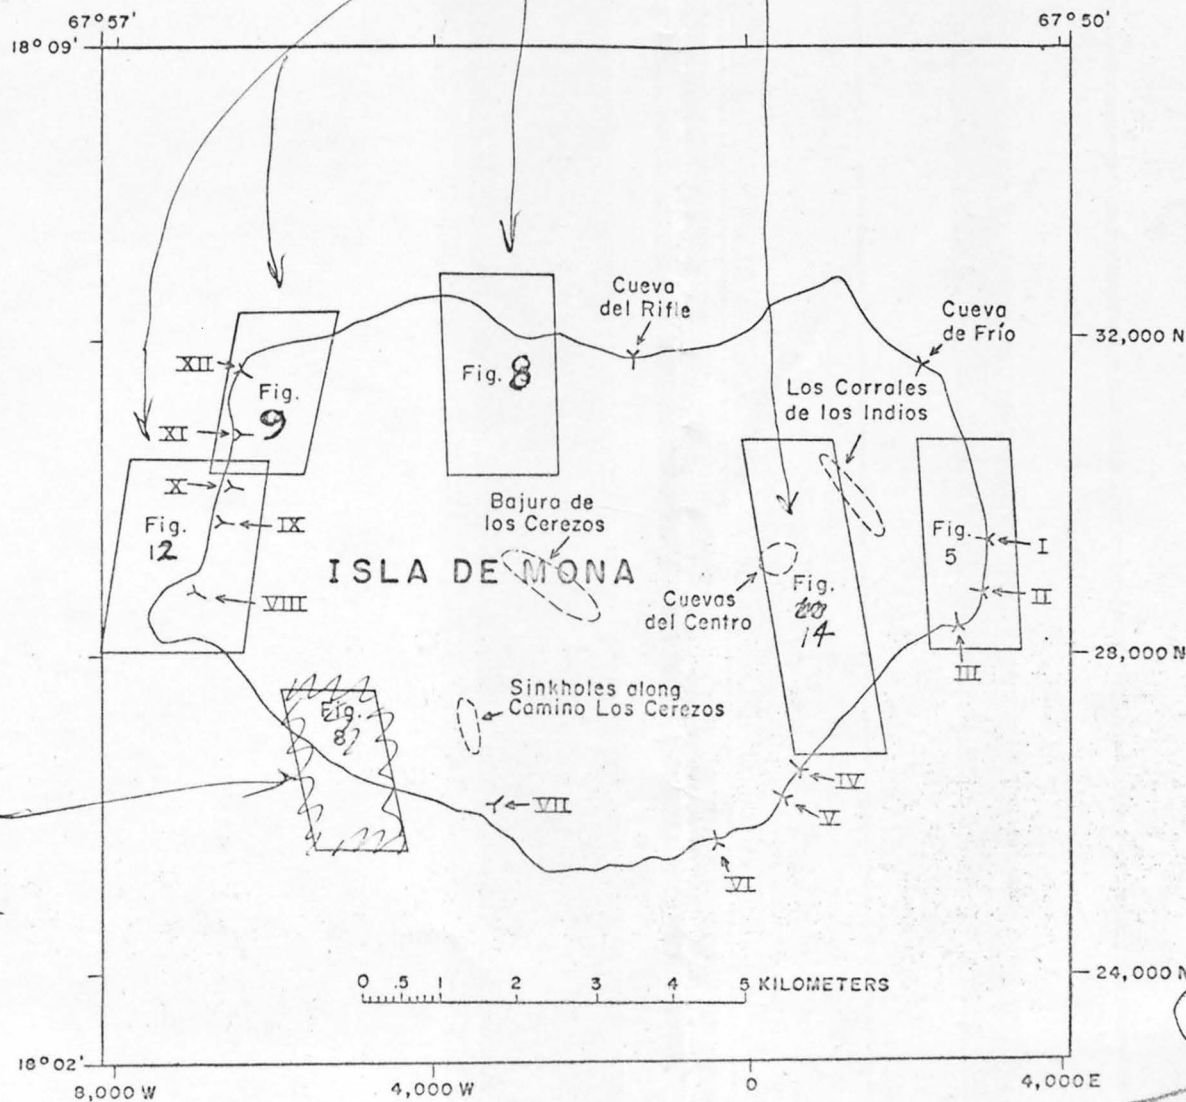 67°57'
67°50'
18°09'
Cueva
del Rifle
Cueva
de Frío
32,000 N
XII
Fig.
9
Fig. 8
Los Corrales
de los Indios
XI
X
Bajura de
los Cerezos
Fig.
12
IX
Fig.
5
I
ISLA DE MONA
VIII
Cuevas
del Centro
Fig.
14
II
28,000 N
III
Sinkholes along
Camino Los Cerezos
Fig.
8
IV
VII
V
VI
0 .5 1 2 3 4 5 KILOMETERS
24,000 N
18°02'
8,000 W
4,000 W
0
4,000 E